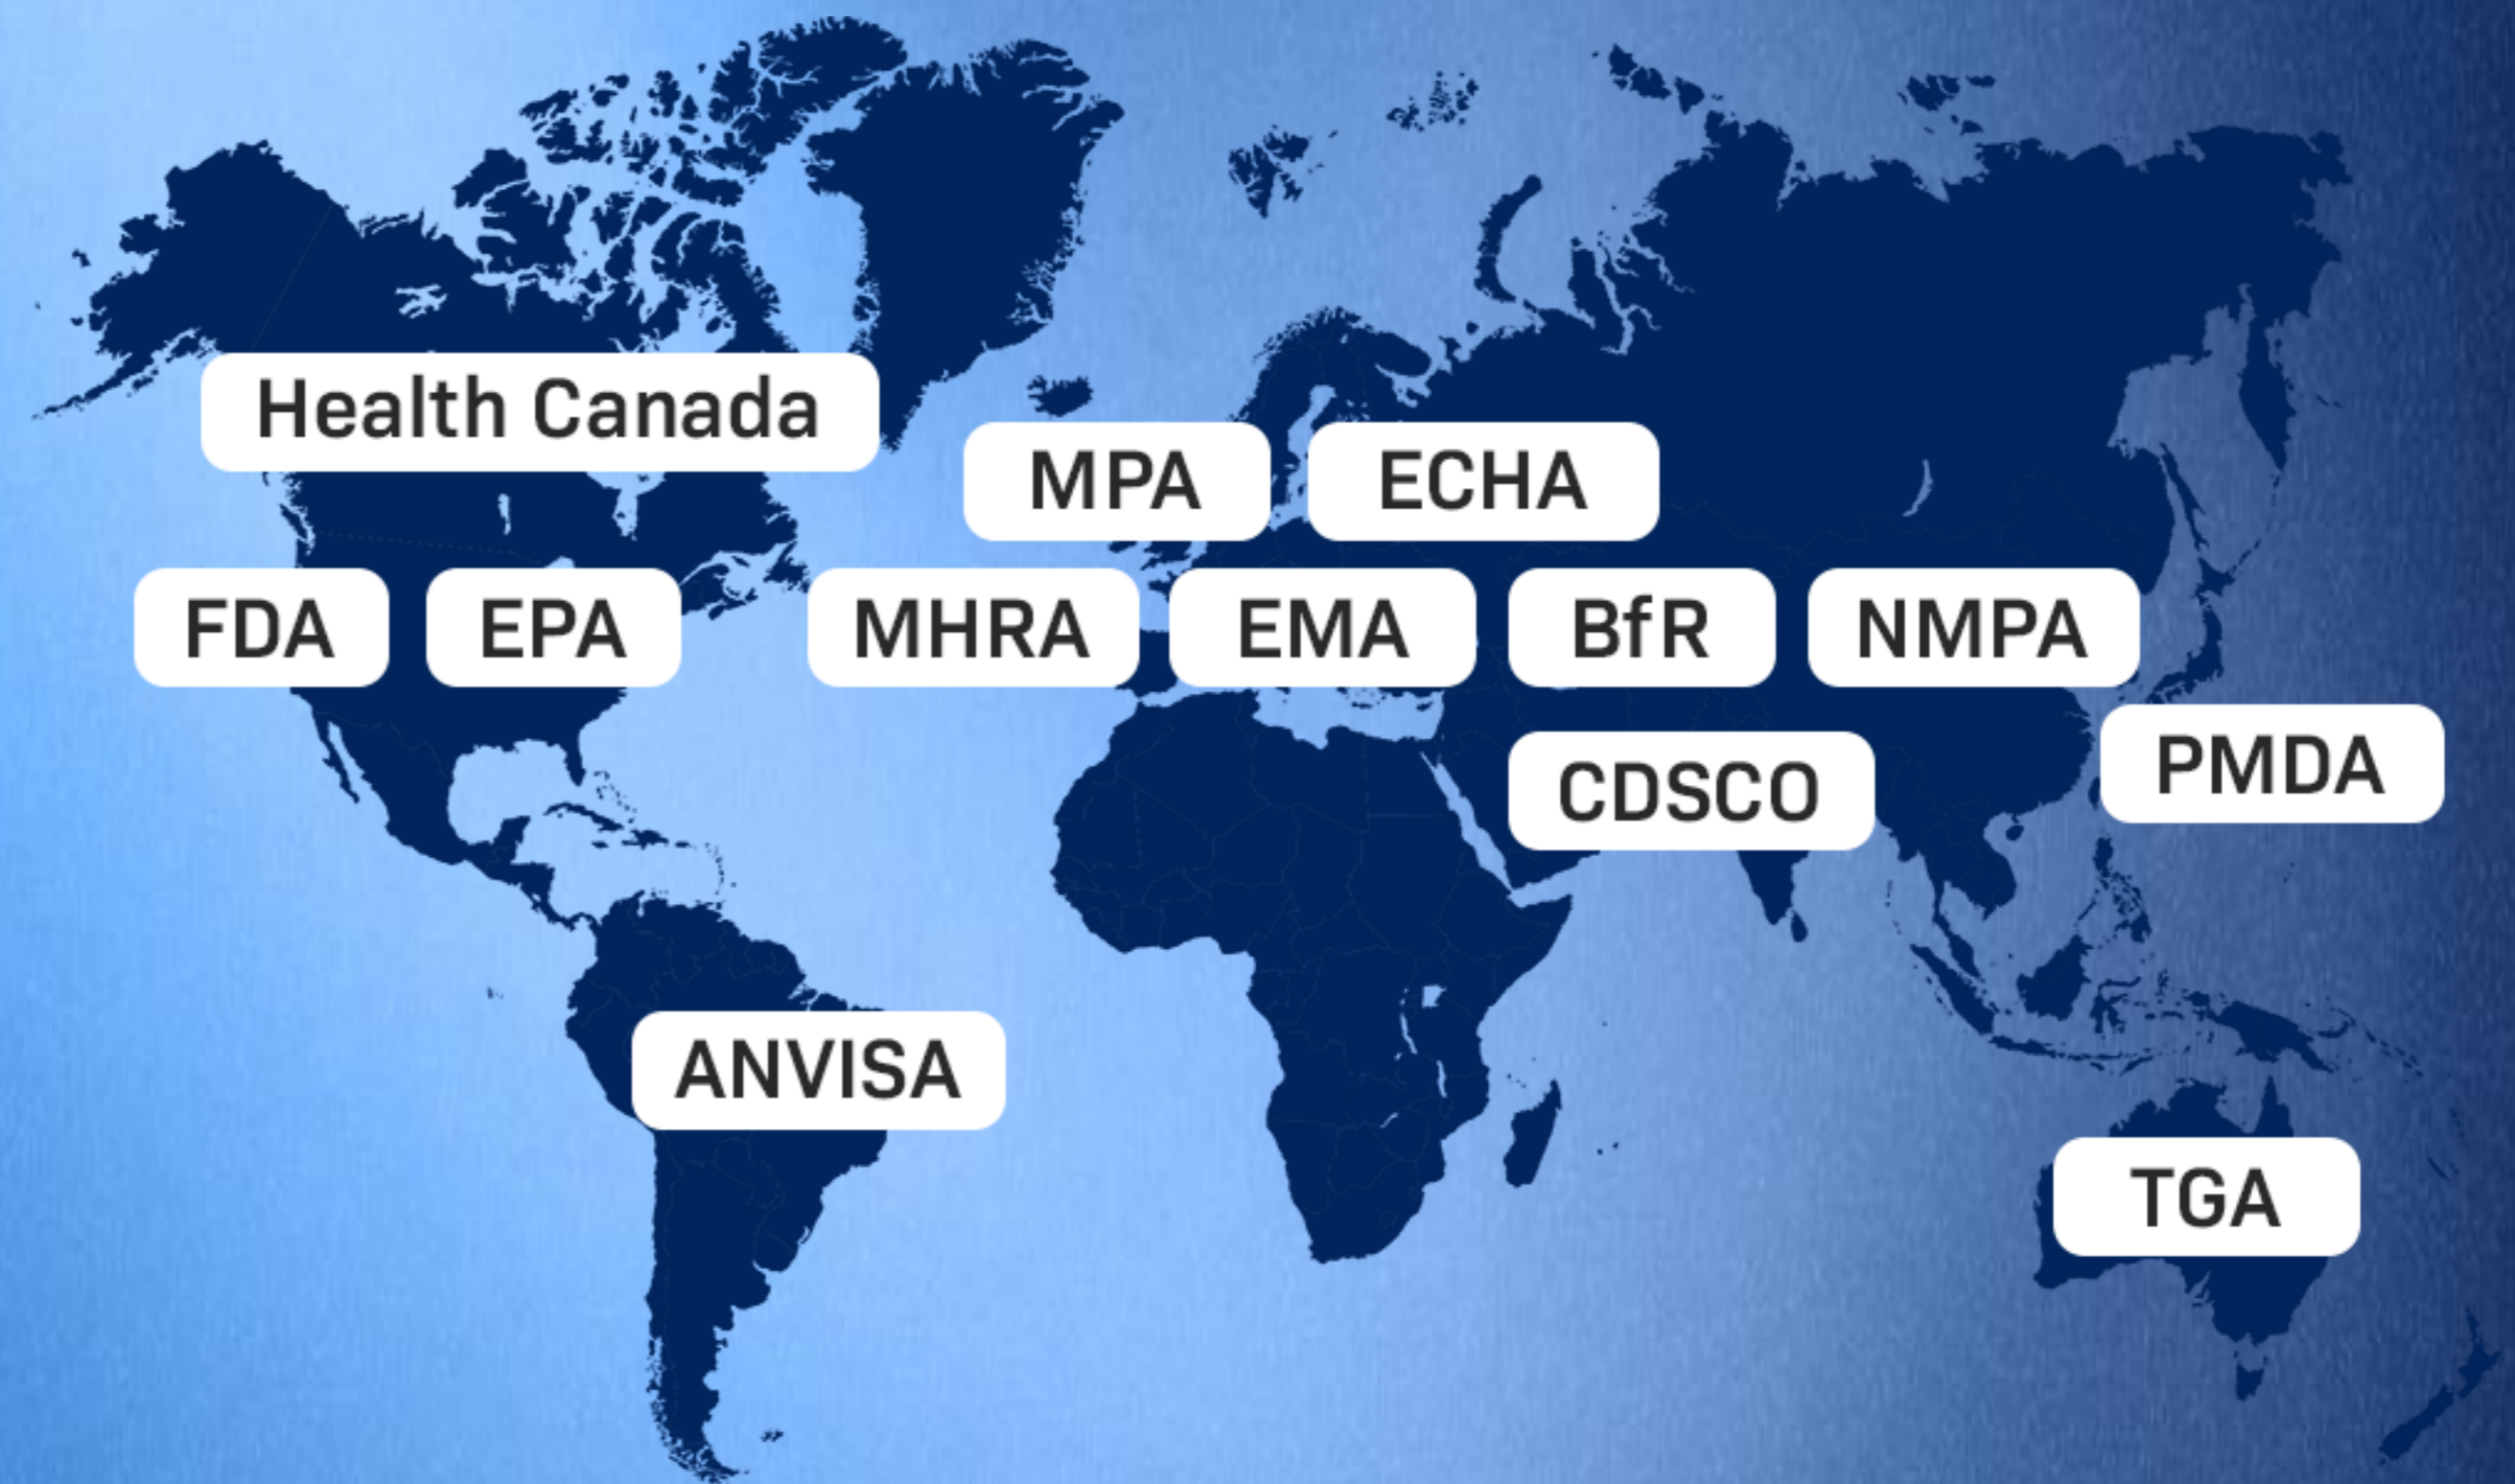 Health Canada
MPA
ECHA
FDA
EPA
MHRA
EMA
BfR
NMPA
PMDA
CDSCO
ANVISA
TGA